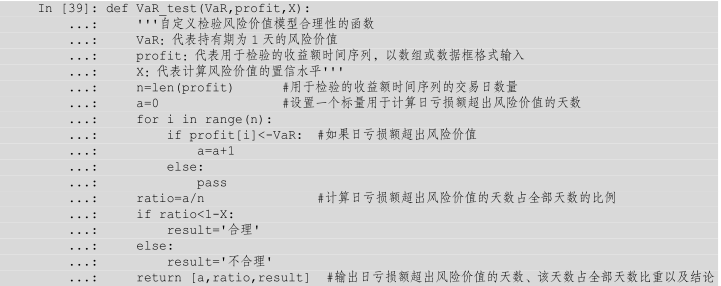 In [39]: def VaR_test(VaR,profit,X):
    ...:     '''自定义检验风险价值模型合理性的函数
    ...:     VaR: 代表持有期为1天的风险价值
    ...:     profit: 代表用于检验的收益额时间序列, 以数组或数据框格式输入
    ...:     X: 代表计算风险价值的置信水平'''
    ...:     n=len(profit)      #用于检验的收益额时间序列的交易日数量
    ...:     a=0                #设置一个标量用于计算日亏损额超出风险价值的天数
    ...:     for i in range(n):
    ...:         if profit[i]<-VaR:  #如果日亏损额超出风险价值
    ...:             a=a+1
    ...:         else:
    ...:             pass
    ...:     ratio=a/n               #计算日亏损额超出风险价值的天数占全部天数的比例
    ...:     if ratio<1-X:
    ...:         result='合理'
    ...:     else:
    ...:         result='不合理'
    ...:     return [a,ratio,result]  #输出日亏损额超出风险价值的天数、该天数占全部天数比重以及结论